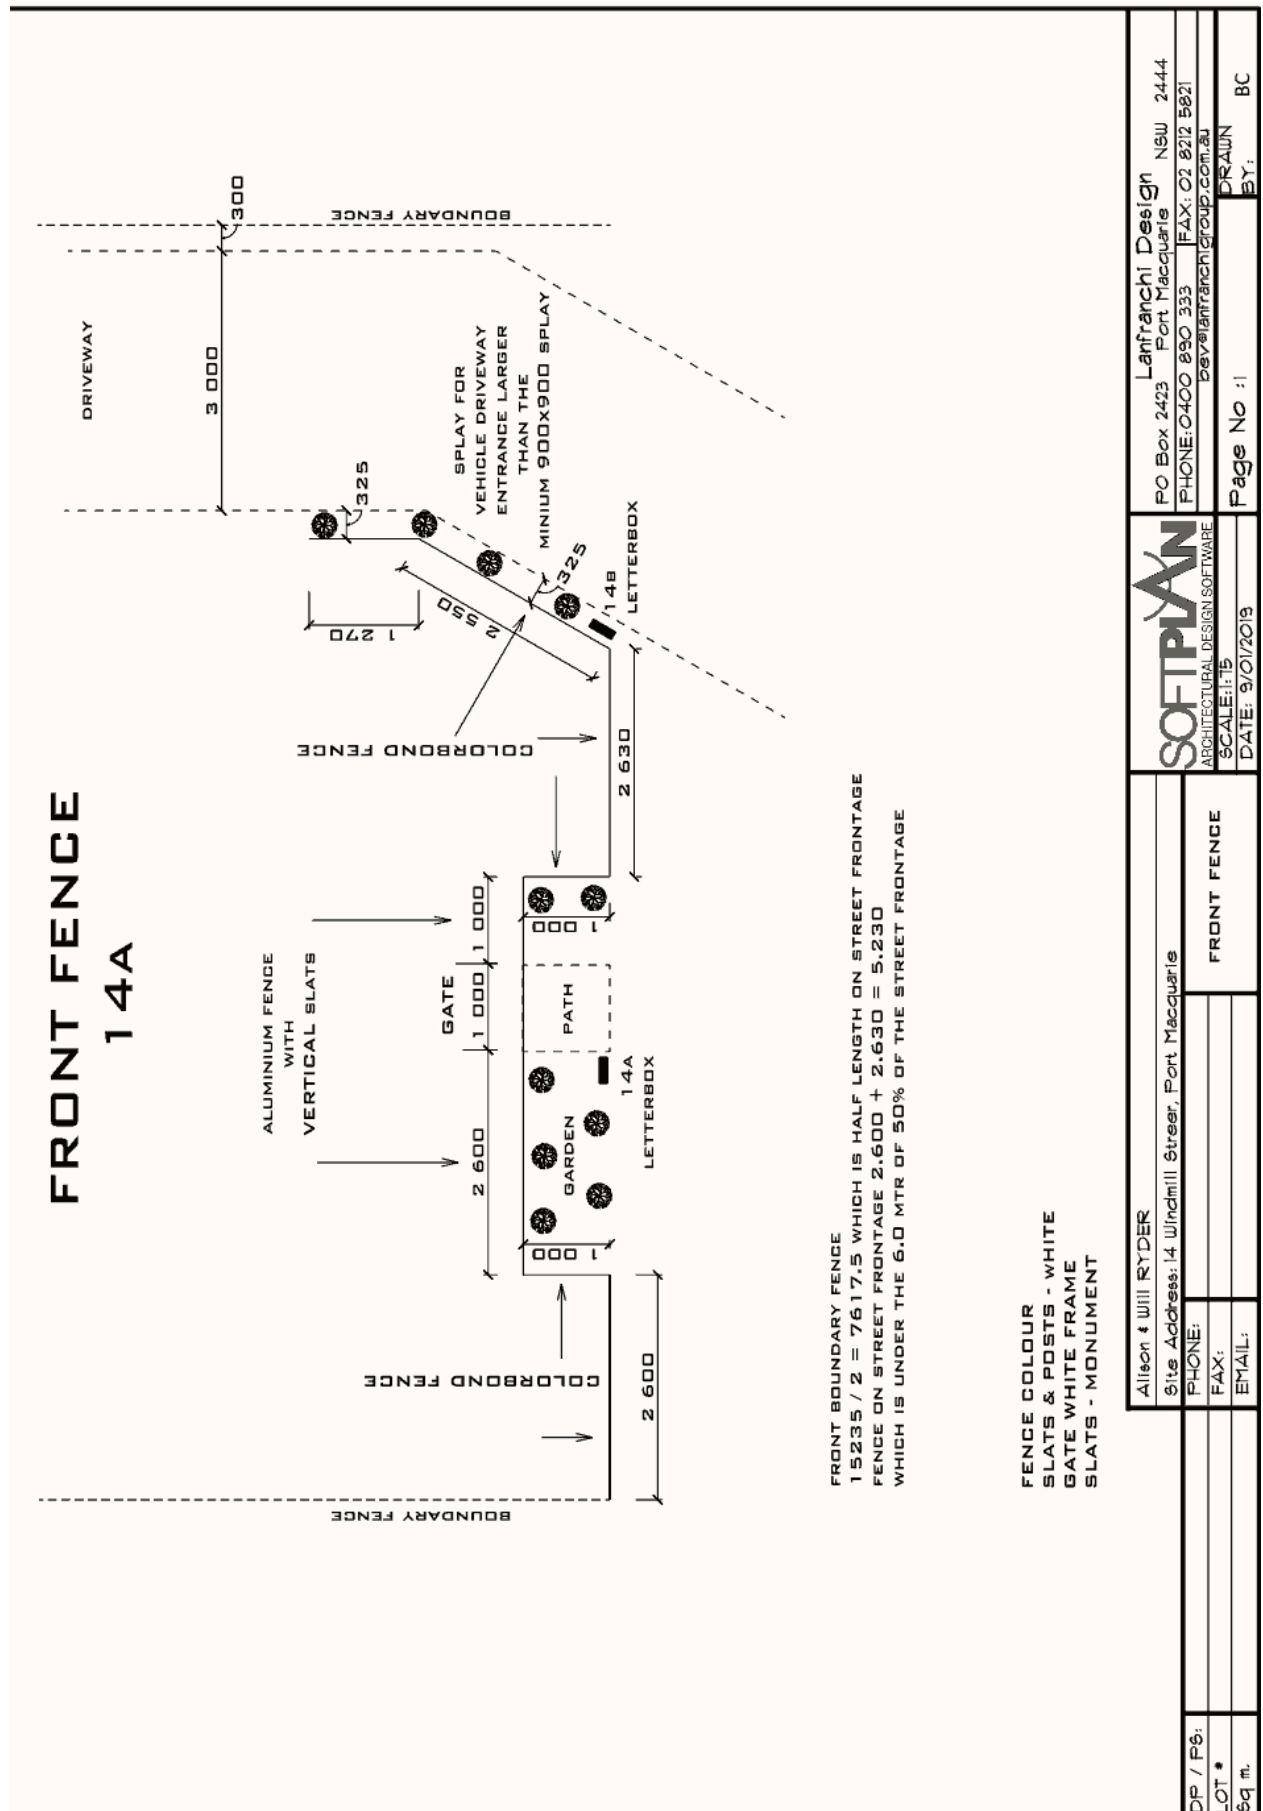 FRONT FENCE
14A
DRIVEWAY
3 000
300
BOUNDARY FENCE
ALUMINIUM FENCE
WITH
VERTICAL SLATS
325
1 270
2 550
SPLAY FOR
VEHICLE DRIVEWAY
ENTRANCE LARGER
THAN THE
MINIUM 900x900 SPLAY
325
14B
LETTERBOX
COLORBOND FENCE
2 630
GATE
2 600
1 000
1 000
1 000
GARDEN
PATH
1 000
14A
LETTERBOX
COLORBOND FENCE
2 600
BOUNDARY FENCE
FRONT BOUNDARY FENCE
15235 / 2 = 7617.5 WHICH IS HALF LENGTH ON STREET FRONTAGE
FENCE ON STREET FRONTAGE 2.600 + 2.630 = 5.230
WHICH IS UNDER THE 6.0 MTR OF 50% OF THE STREET FRONTAGE
FENCE COLOUR
SLATS & POSTS - WHITE
GATE WHITE FRAME
SLATS - MONUMENT
DP / PS:
LOT #
Sq m.
Alison & Will RYDER
Site Address: 14 Windmill Streer, Port Macquarie
PHONE:
FAX:
EMAIL:
FRONT FENCE
SOFTPLAN
ARCHITECTURAL DESIGN SOFTWARE
SCALE: 1:75
DATE: 9/01/2019
Lanfranchi Design
PO Box 2423 Port Macquarie NSW 2444
PHONE: 0400 890 333 FAX: 02 8212 5821
bev@lanfranchigroup.com.au
Page No : 1
DRAWN
BY: BC